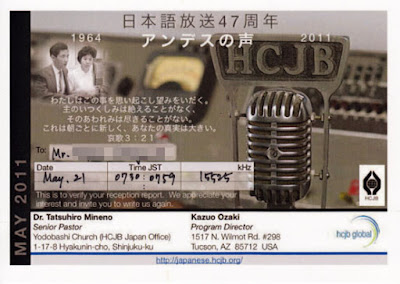 日本語放送47周年
1964 アンデスの声 2011
HCJB
わたしはこの事を思い起こし望みをいだく。
主のいつくしみは絶えることがなく、
そのあわれみは尽きることがない。
これは朝ごとに新しく、あなたの真実は大きい。
哀歌3：21
To: Mr.
Date Time JST kHz
May. 21 0730-0759 15525
This is to verify your reception report. We appreciate your
interest and invite you to write us again.
HCJB
MAY 2011
Dr. Tatsuhiro Mineno
Senior Pastor
Yodobashi Church (HCJB Japan Office)
1-17-8 Hyakunin-cho, Shinjuku-ku
Kazuo Ozaki
Program Director
1517 N. Wilmot Rd. #298
Tucson, AZ 85712 USA
hcjb global
http://japanese.hcjb.org/